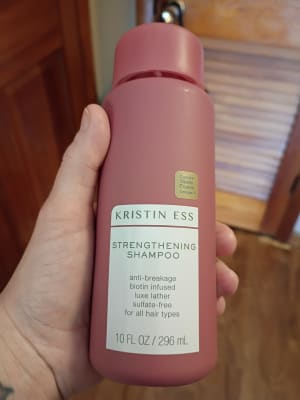 KRISTIN ESS
STRENGTHENING
SHAMPOO
anti-breakage
biotin infused
luxe lather
sulfate-free
for all hair types
10 FL OZ / 296 mL